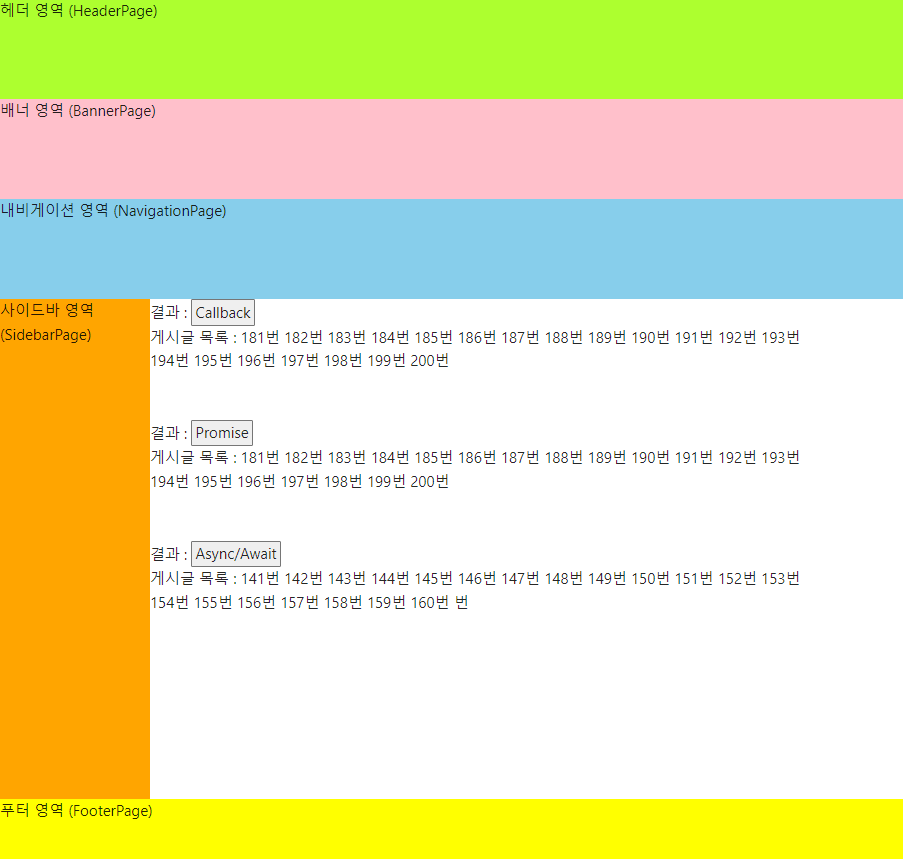 헤더 영역 (HeaderPage)
배너 영역 (BannerPage)
내비게이션 영역 (NavigationPage)
사이드바 영역
(SidebarPage)
결과 : Callback
게시글 목록 : 181번 182번 183번 184번 185번 186번 187번 188번 189번 190번 191번 192번 193번
194번 195번 196번 197번 198번 199번 200번
결과 : Promise
게시글 목록 : 181번 182번 183번 184번 185번 186번 187번 188번 189번 190번 191번 192번 193번
194번 195번 196번 197번 198번 199번 200번
결과 : Async/Await
게시글 목록 : 141번 142번 143번 144번 145번 146번 147번 148번 149번 150번 151번 152번 153번
154번 155번 156번 157번 158번 159번 160번 번
푸터 영역 (FooterPage)